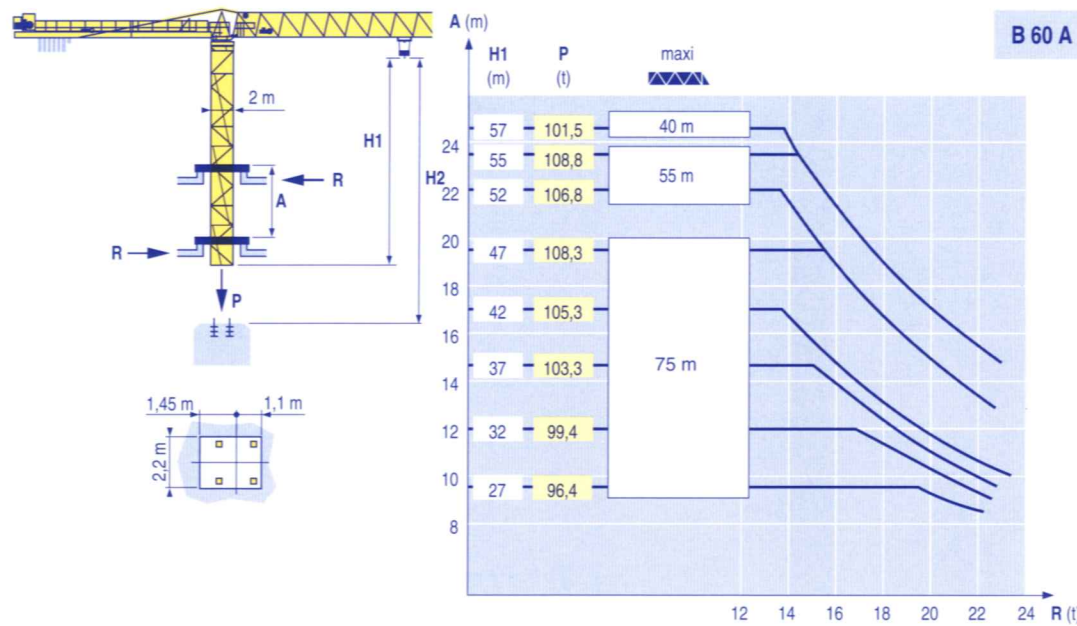 B 60 A
A (m)
H1 P maxi
(m) (t)
2 m
H1
H2
R
A
R
P
1,45 m 1,1 m
2,2 m
57 101,5 40 m
55 108,8
55 m
52 106,8
47 108,3
42 105,3
75 m
37 103,3
32 99,4
27 96,4
24
22
20
18
16
14
12
10
8
12 14 16 18 20 22 24 R (t)